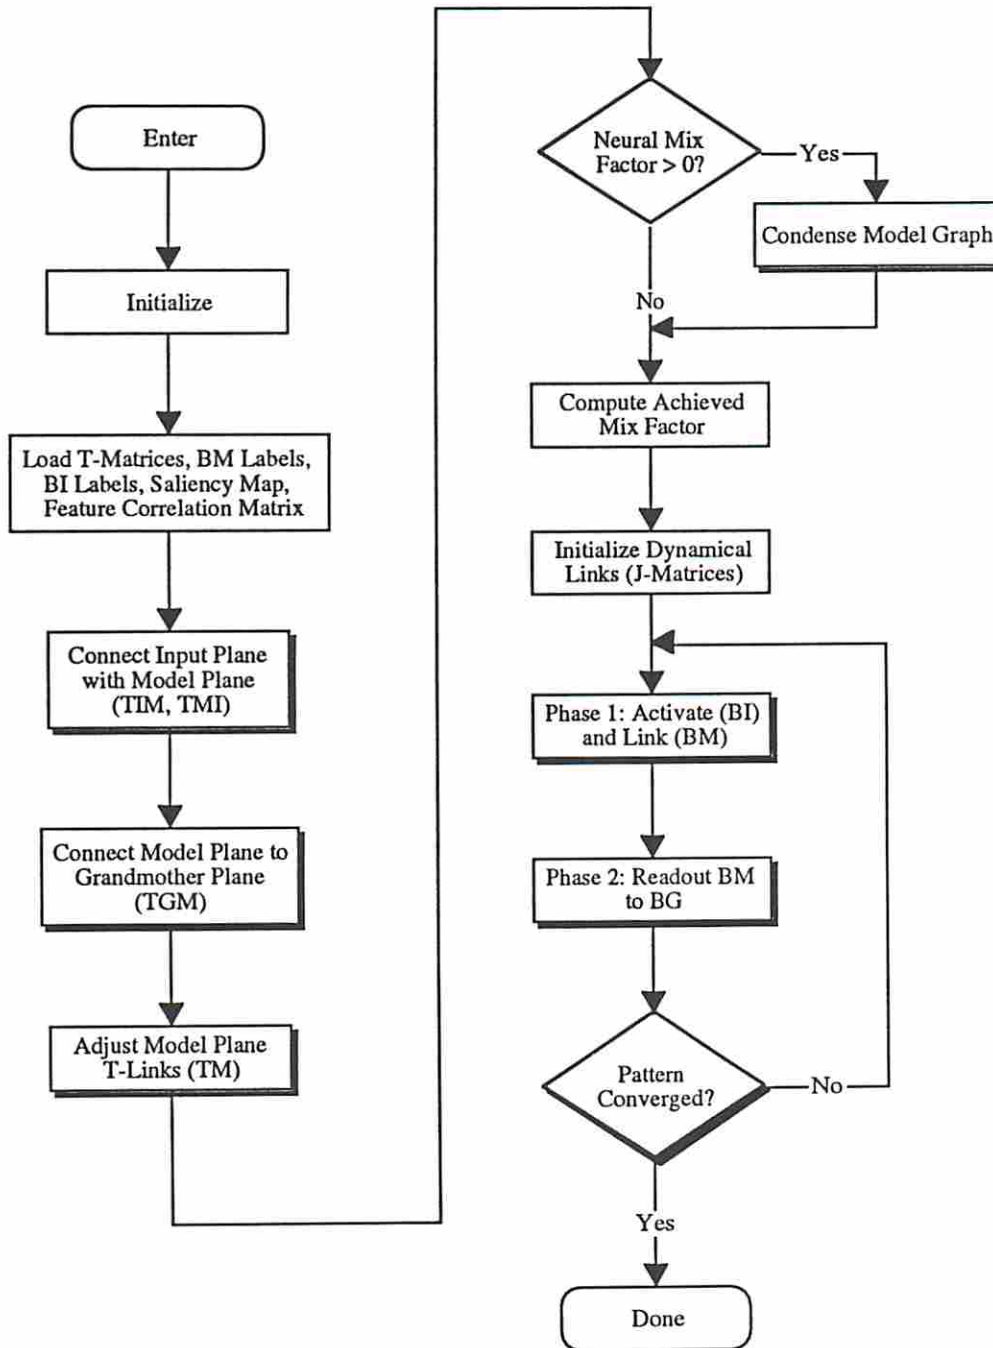 Enter
Initialize
Load T-Matrices, BM Labels,
BI Labels, Saliency Map,
Feature Correlation Matrix
Connect Input Plane
with Model Plane
(TIM, TMI)
Connect Model Plane to
Grandmother Plane
(TGM)
Adjust Model Plane
T-Links (TM)
Neural Mix
Factor > 0?
Yes
Condense Model Graph
No
Compute Achieved
Mix Factor
Initialize Dynamical
Links (J-Matrices)
Phase 1: Activate (BI)
and Link (BM)
Phase 2: Readout BM
to BG
Pattern
Converged?
No
Yes
Done